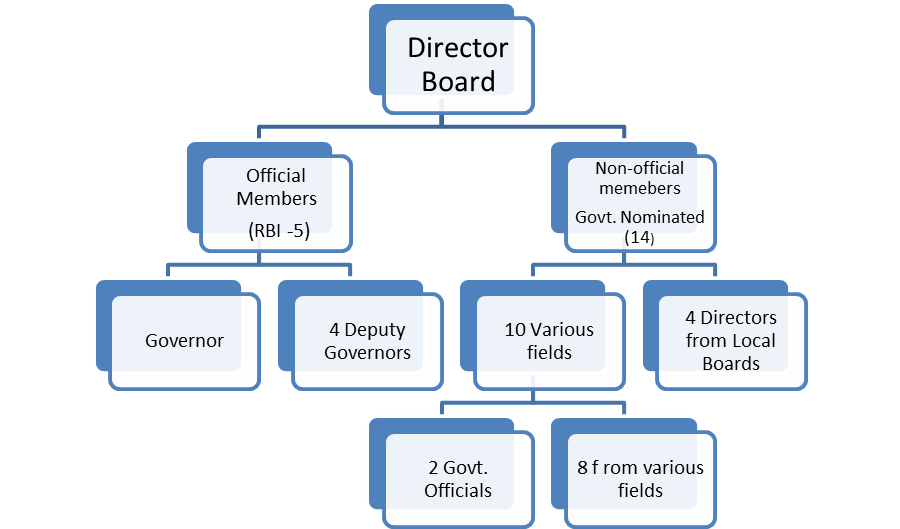 Director
Board
Official
Members
(RBI -5)
Non-official
memebers
Govt. Nominated
(14)
Governor
4 Deputy
Governors
10 Various
fields
4 Directors
from Local
Boards
2 Govt.
Officials
8 f rom various
fields